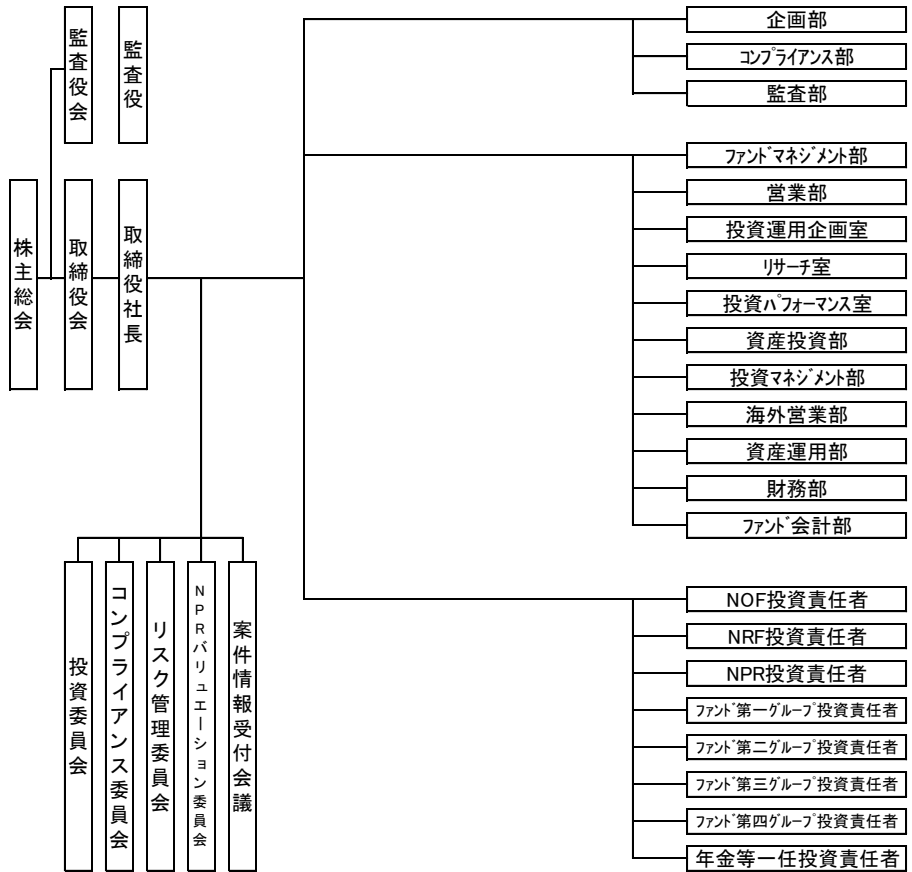 監査役会
監査役
株主総会
取締役会
取締役社長
企画部
コンプライアンス部
監査部
ファンドマネジメント部
営業部
投資運用企画室
リサーチ室
投資パフォーマンス室
資産投資部
投資マネジメント部
海外営業部
資産運用部
財務部
ファンド会計部
投資委員会
コンプライアンス委員会
リスク管理委員会
NPRバリュエーション委員会
案件情報受付会議
NOF投資責任者
NRF投資責任者
NPR投資責任者
ファンド第一グループ投資責任者
ファンド第二グループ投資責任者
ファンド第三グループ投資責任者
ファンド第四グループ投資責任者
年金等一任投資責任者